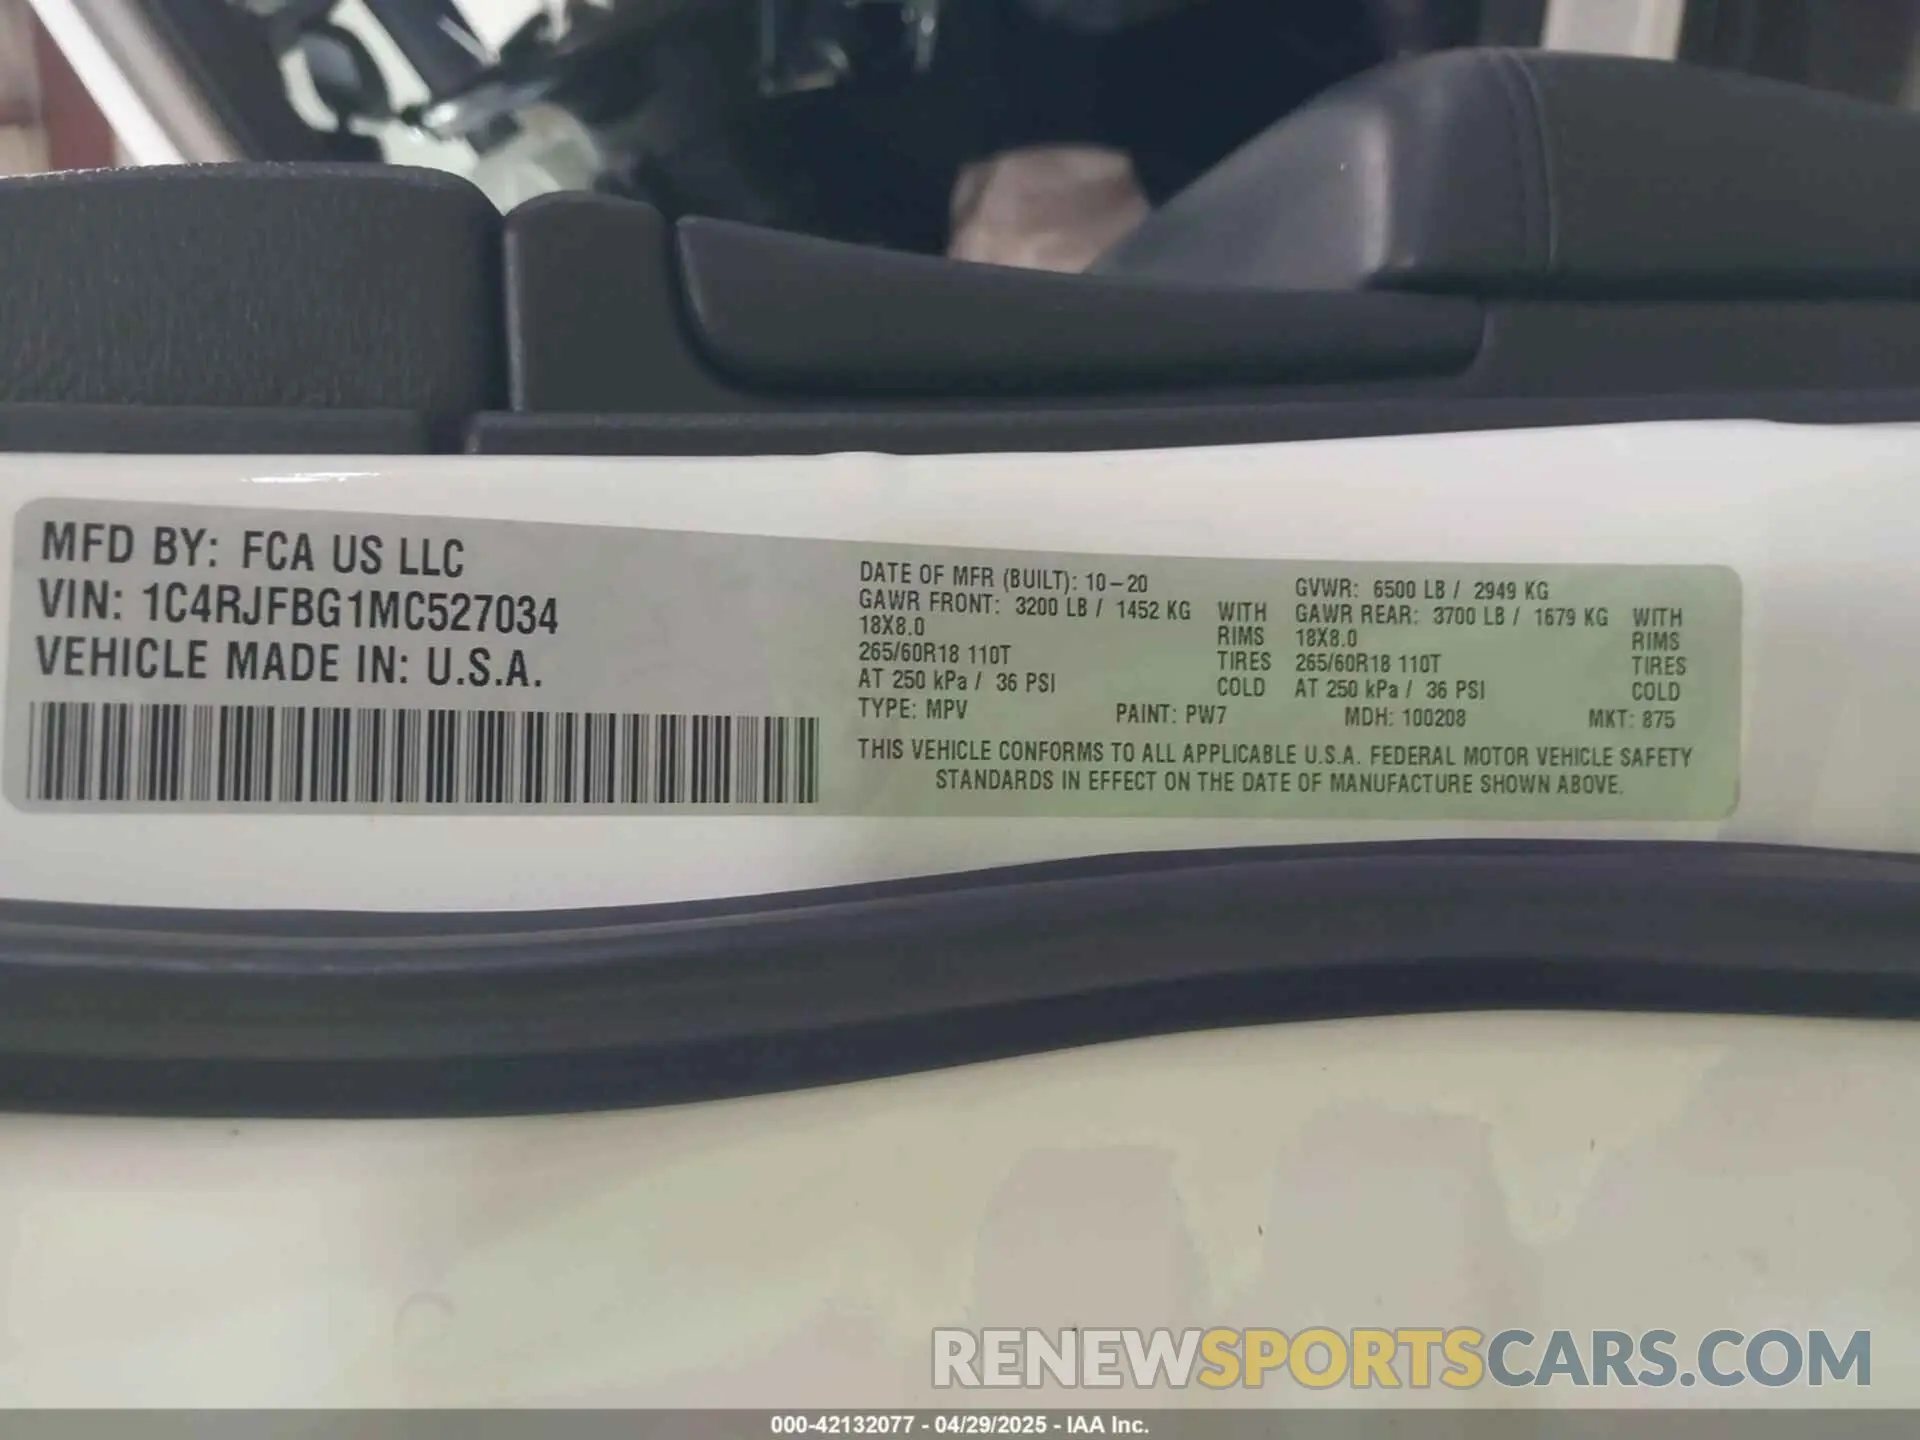 MFD BY: FCA US LLC
VIN: 1C4RJFBG1MC527034
VEHICLE MADE IN: U.S.A.
DATE OF MFR (BUILT): 10-20 GVWR: 6500 LB / 2949 KG
GAWR FRONT: 3200 LB / 1452 KG WITH GAWR REAR: 3700 LB / 1679 KG WITH
18X8.0 RIMS 18X8.0 RIMS
265/60R18 110T TIRES 265/60R18 110T TIRES
AT 250 kPa / 36 PSI COLD AT 250 kPa / 36 PSI COLD
TYPE: MPV PAINT: PW7 MDH: 100208 MKT: 875
THIS VEHICLE CONFORMS TO ALL APPLICABLE U.S.A. FEDERAL MOTOR VEHICLE SAFETY
STANDARDS IN EFFECT ON THE DATE OF MANUFACTURE SHOWN ABOVE.
RENEWSPORTSCARS.COM
000-42132077 - 04/29/2025 - IAA Inc.